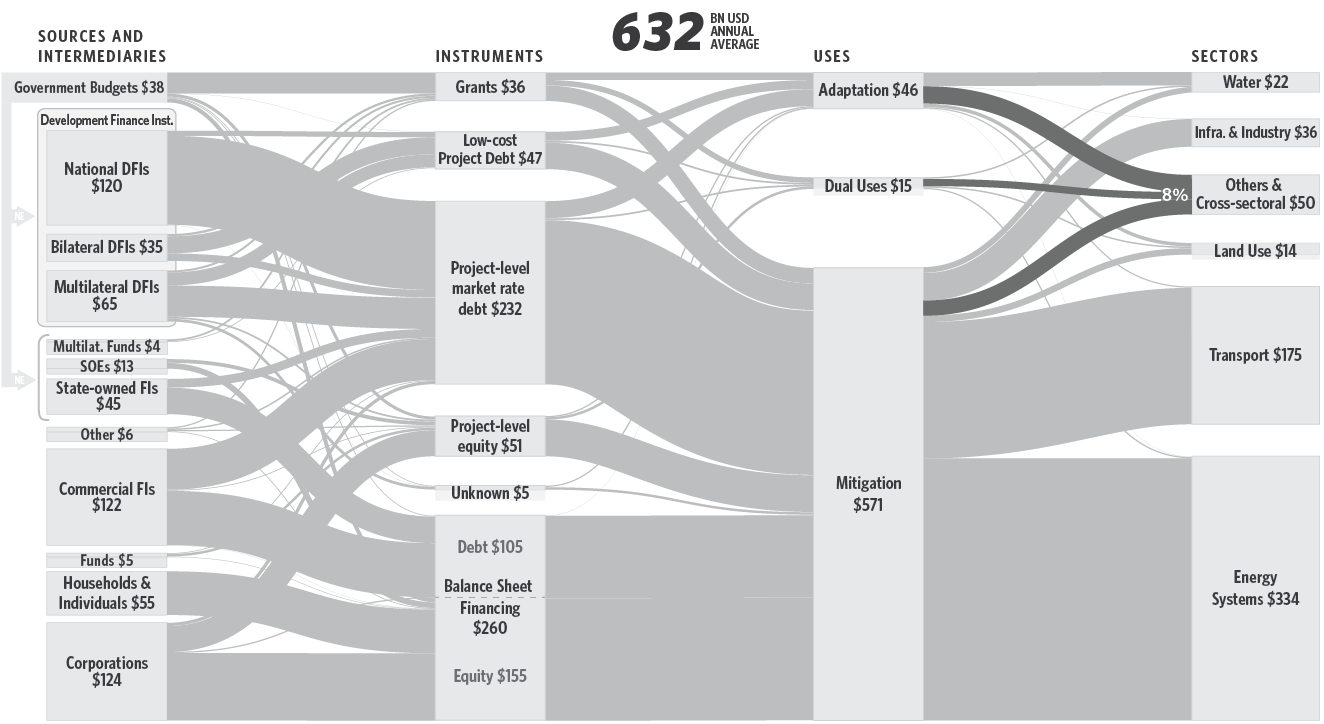 632
BN USD
ANNUAL
AVERAGE
SOURCES AND
INTERMEDIARIES
INSTRUMENTS
USES
SECTORS
Government Budgets $38
Development Finance Inst.
National DFIs
$120
Bilateral DFIs $35
Multilateral DFIs
$65
NE
Multilat. Funds $4
SOEs $13
State-owned FIs
$45
NE
Other $6
Commercial FIs
$122
Funds $5
Households &
Individuals $55
Corporations
$124
Grants $36
Low-cost
Project Debt $47
Project-level
market rate
debt $232
Project-level
equity $51
Unknown $5
Debt $105
Balance Sheet
Financing
$260
Equity $155
Adaptation $46
Dual Uses $15
Mitigation
$571
8%
Water $22
Infra. & Industry $36
Others &
Cross-sectoral $50
Land Use $14
Transport $175
Energy
Systems $334